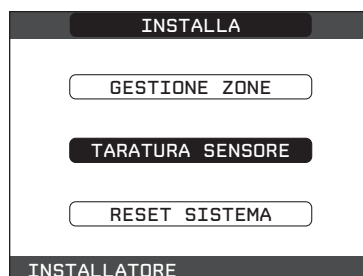 INSTALLA
GESTIONE ZONE
TARATURA SENSORE
RESET SISTEMA
INSTALLATORE